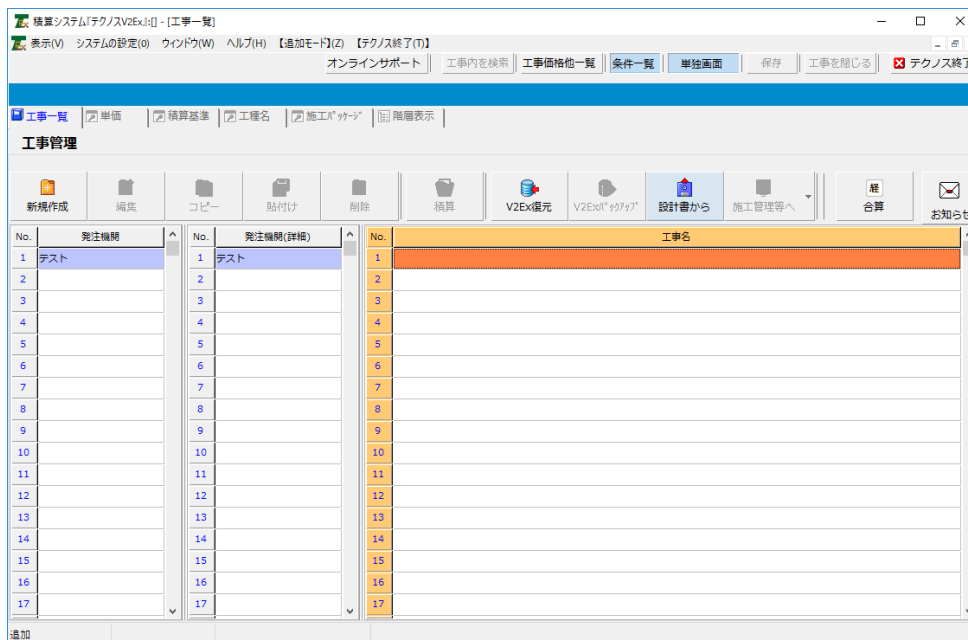 積算システム『テクノスV2Ex』:[] - [工事一覧]
表示(V) システムの設定(O) ウインドウ(W) ヘルプ(H) 【追加モード】(Z) 【テクノス終了(T)】
オンラインサポート 工事内を検索 工事価格他一覧 条件一覧 単独画面 保存 工事を閉じる テクノス終了
工事一覧 単価 積算基準 工種名 施工パッケージ 階層表示
工事管理
新規作成 編集 コピー 貼付け 削除 積算 V2Ex復元 V2Exバックアップ 設計書から 施工管理等へ 経 合算 お知らせ
No. 発注機関 No. 発注機関(詳細) No. 工事名
1 テスト 1 テスト 1
2 2 2
3 3 3
4 4 4
5 5 5
6 6 6
7 7 7
8 8 8
9 9 9
10 10 10
11 11 11
12 12 12
13 13 13
14 14 14
15 15 15
16 16 16
17 17 17
追加